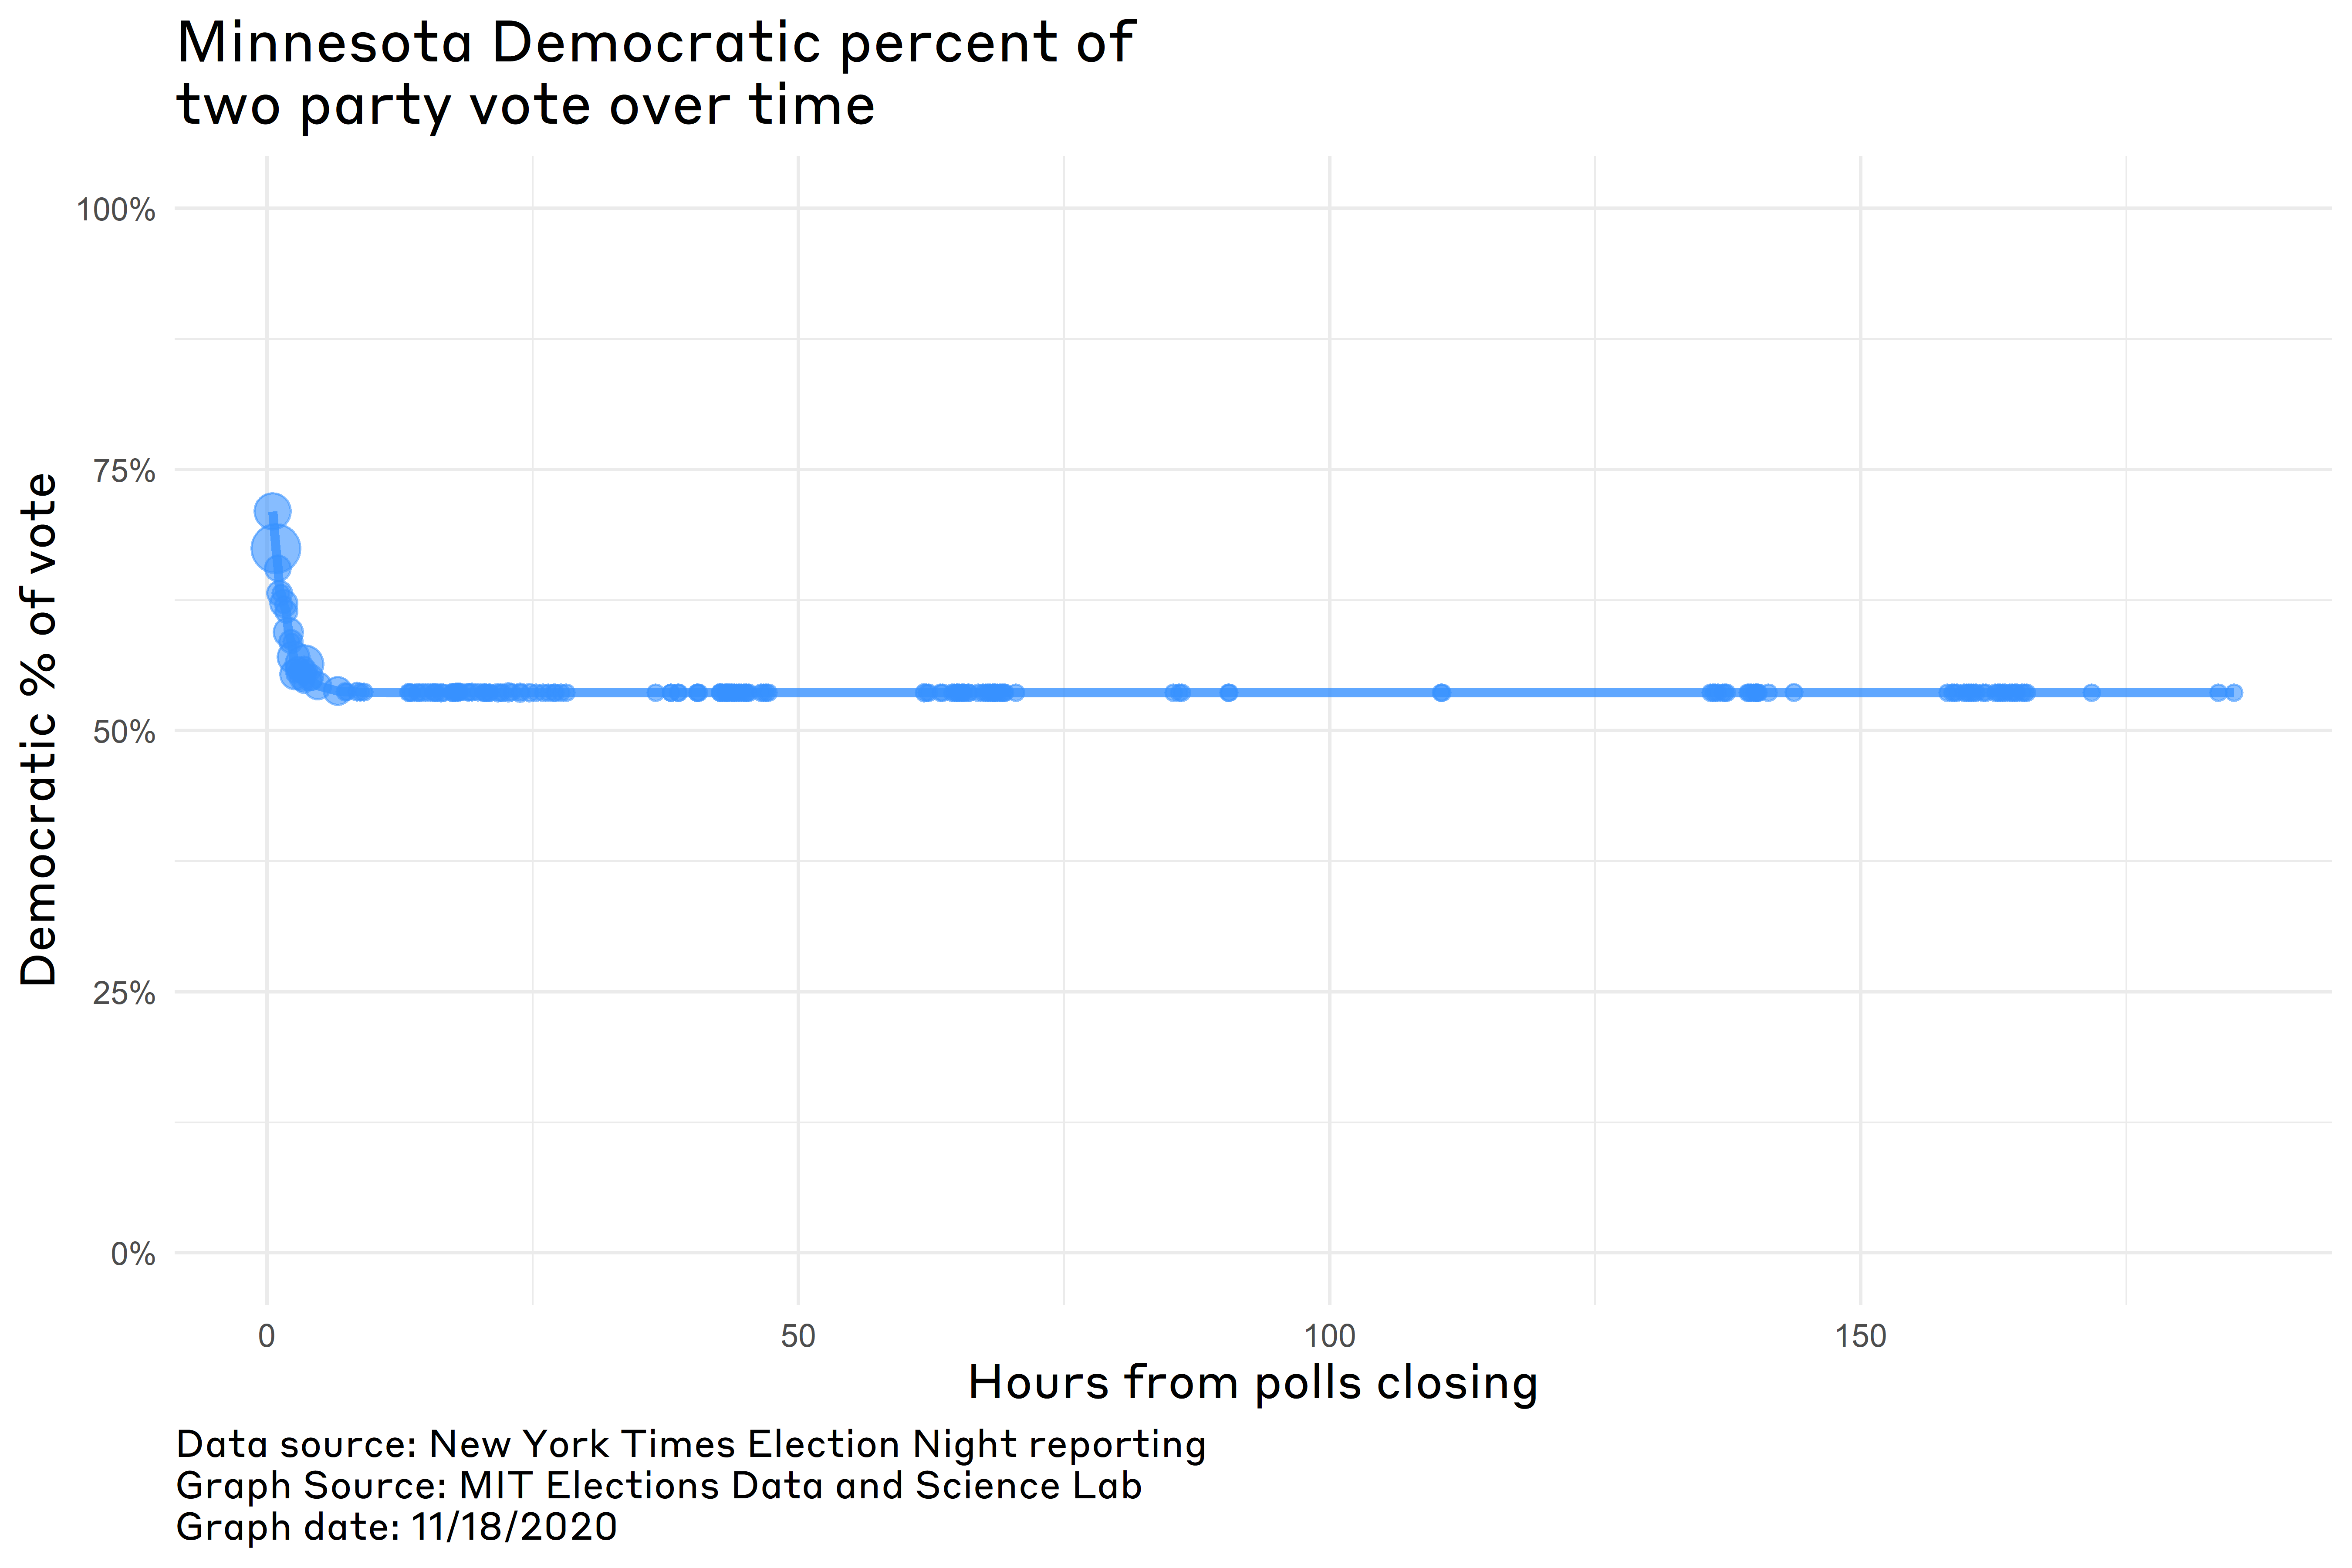 Minnesota Democratic percent of
two party vote over time
Democratic % of vote
100%
75%
50%
25%
0%
0 50 100 150
Hours from polls closing
Data source: New York Times Election Night reporting
Graph Source: MIT Elections Data and Science Lab
Graph date: 11/18/2020